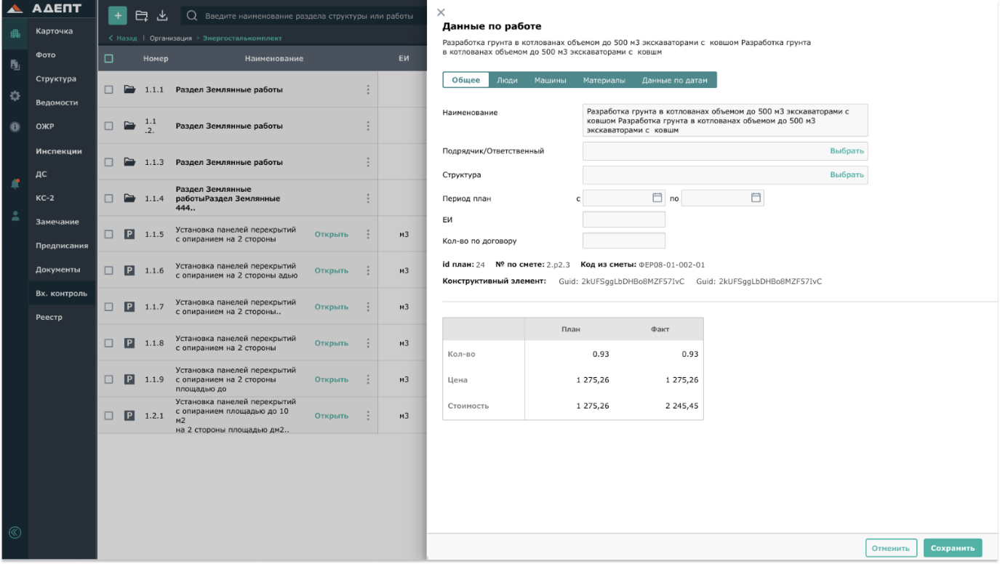 АДЕПТ
Карточка
Фото
Структура
Ведомости
ОЖР
Инспекции
ДС
КС-2
Замечание
Предписания
Документы
Вх. контроль
Реестр
Введите наименование раздела структуры или работы
Назад | Организация > Энергосталькомплект
Номер Наименование ЕИ
1.1.1 Раздел Землянные работы
1.1
.2. Раздел Землянные работы
1.1.3 Раздел Землянные работы
Раздел Землянные
1.1.4 работыРаздел Землянные
444..
Установка панелей перекрытий
1.1.5 с опиранием на 2 стороны Открыть м3
Установка панелей перекрытий
1.1.6 с опиранием на 2 стороны адью Открыть м3
Установка панелей перекрытий
1.1.7 с опиранием на 2 стороны.. Открыть м3
Установка панелей перекрытий
1.1.8 с опиранием на 2 стороны Открыть м3
Установка панелей перекрытий
1.1.9 с опиранием на 2 стороны Открыть м3
площадью до
Установка панелей перекрытий
с опиранием площадью до 10
1.2.1 м2 Открыть м3
на 2 стороны площадью дм2..
Данные по работе
Разработка грунта в котлованах объемом до 500 м3 экскаваторами с ковшом Разработка грунта
в котлованах объемом до 500 м3 экскаваторами с ковшм
Общее Люди Машины Материалы Данные по датам
Наименование
Разработка грунта в котлованах объемом до 500 м3 экскаваторами с
ковшом Разработка грунта в котлованах объемом до 500 м3
экскаваторами с ковшм
Подрядчик/Ответственный Выбрать
Структура Выбрать
Период план с по
ЕИ
Кол-во по договору
id план: 24 № по смете: 2.р2.3 Код из сметы: ФЕР08-01-002-01
Конструктивный элемент: Guid: 2kUFSggLbDHBo8MZF57IvC Guid: 2kUFSggLbDHBo8MZF57IvC
План Факт
Кол-во 0.93 0.93
Цена 1 275,26 1 275,26
Стоимость 1 275,26 2 245,45
Отменить Сохранить